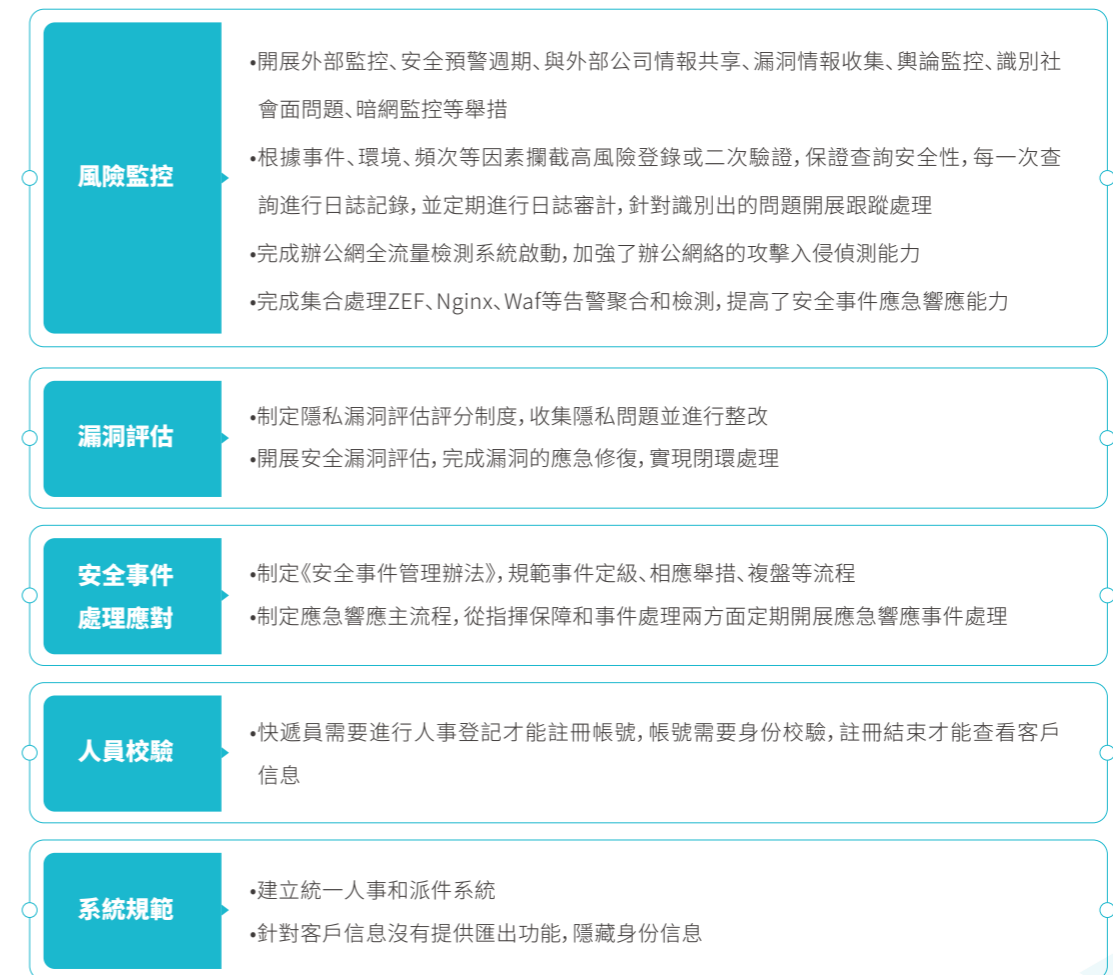 風險監控
•開展外部監控、安全預警週期、與外部公司情報共享、漏洞情報收集、輿論監控、識別社
會面問題、暗網監控等舉措
•根據事件、環境、頻次等因素攔截高風險登錄或二次驗證，保證查詢安全性，每一次查
詢進行日誌記錄，並定期進行日誌審計，針對識別出的問題開展跟蹤處理
•完成辦公網全流量檢測系統啟動，加強了辦公網絡的攻擊入侵偵測能力
•完成集合處理ZEF、Nginx、Waf等告警聚合和檢測，提高了安全事件應急響應能力
漏洞評估
•制定隱私漏洞評估評分制度，收集隱私問題並進行整改
•開展安全漏洞評估，完成漏洞的應急修復，實現閉環處理
安全事件
處理應對
•制定《安全事件管理辦法》，規範事件定級、相應舉措、複盤等流程
•制定應急響應主流程，從指揮保障和事件處理兩方面定期開展應急響應事件處理
人員校驗
•快遞員需要進行人事登記才能註冊帳號，帳號需要身份校驗，註冊結束才能查看客戶
信息
系統規範
•建立統一人事和派件系統
•針對客戶信息沒有提供匯出功能，隱藏身份信息